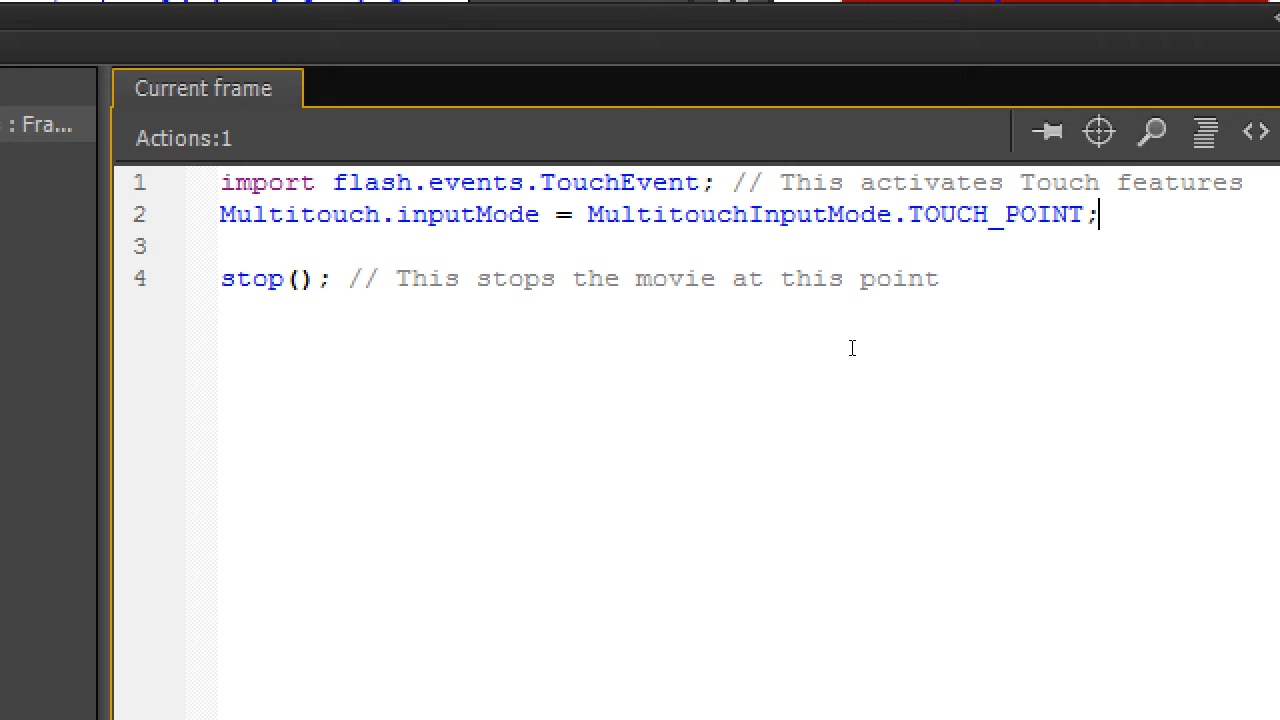 Current frame
: Fra...
Actions:1
1 import flash.events.TouchEvent; // This activates Touch features
2 Multitouch.inputMode = MultitouchInputMode.TOUCH_POINT;
3
4 stop(); // This stops the movie at this point